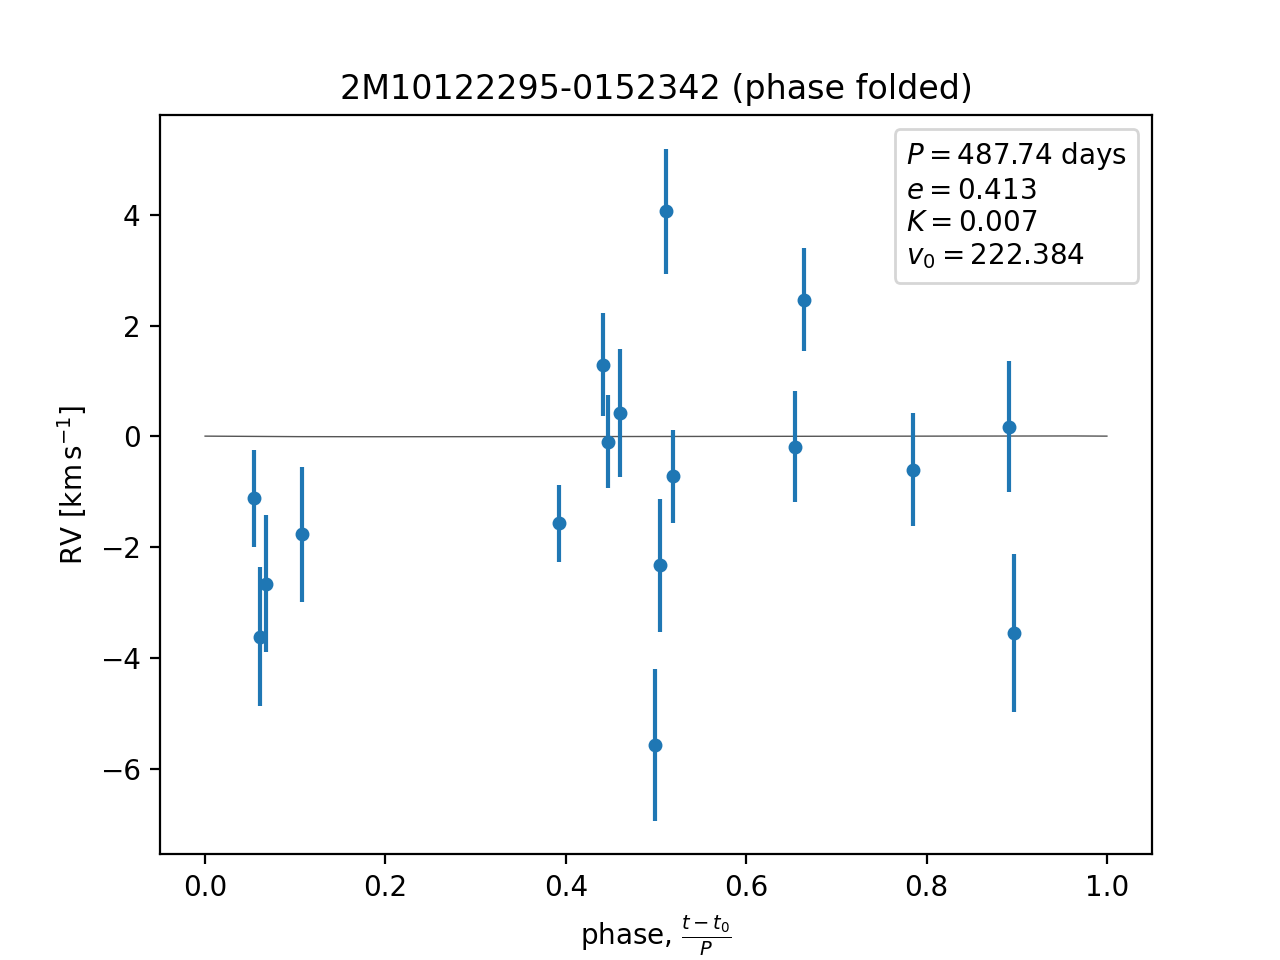 2M10122295-0152342 (phase folded)
P = 487.74 days
e = 0.413
K = 0.007
v₀ = 222.384
4
2
0
−2
−4
−6
RV [km s⁻¹]
0.0 0.2 0.4 0.6 0.8 1.0
phase, (t − t₀)/P